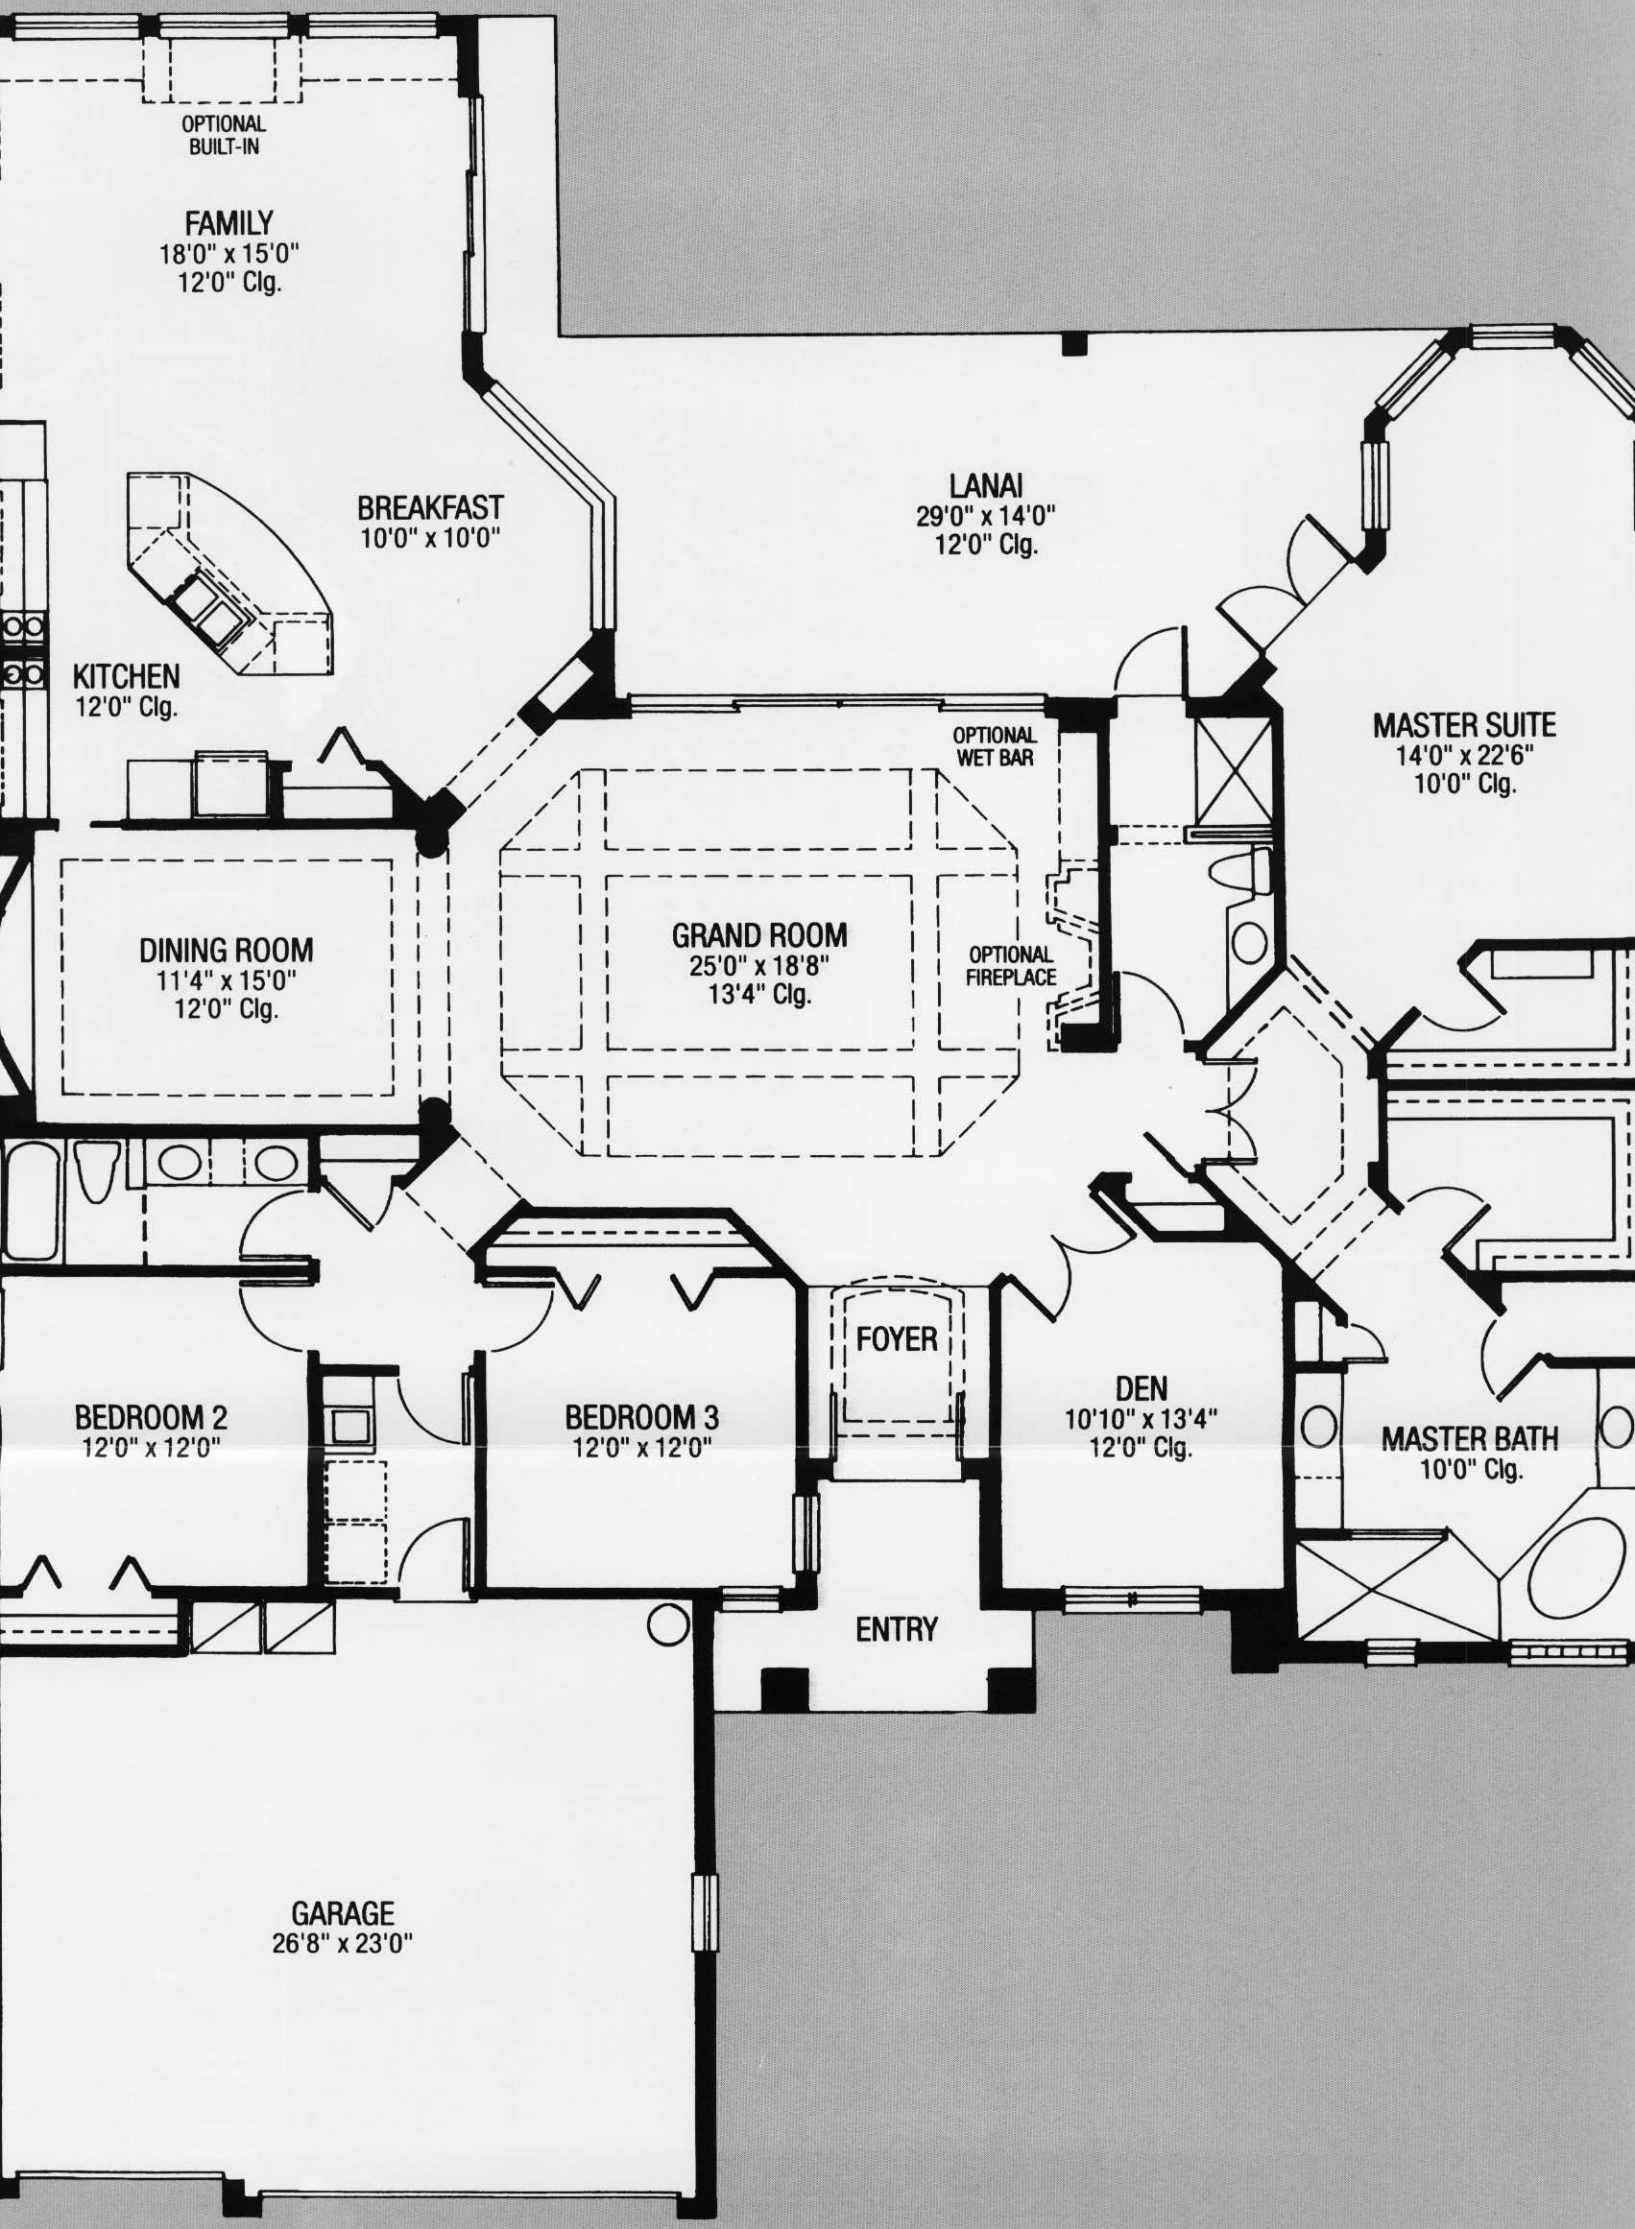 OPTIONAL
BUILT-IN
FAMILY
18'0" x 15'0"
12'0" Clg.
BREAKFAST
10'0" x 10'0"
LANAI
29'0" x 14'0"
12'0" Clg.
KITCHEN
12'0" Clg.
OPTIONAL
WET BAR
MASTER SUITE
14'0" x 22'6"
10'0" Clg.
DINING ROOM
11'4" x 15'0"
12'0" Clg.
GRAND ROOM
25'0" x 18'8"
13'4" Clg.
OPTIONAL
FIREPLACE
FOYER
BEDROOM 2
12'0" x 12'0"
BEDROOM 3
12'0" x 12'0"
DEN
10'10" x 13'4"
12'0" Clg.
MASTER BATH
10'0" Clg.
ENTRY
GARAGE
26'8" x 23'0"